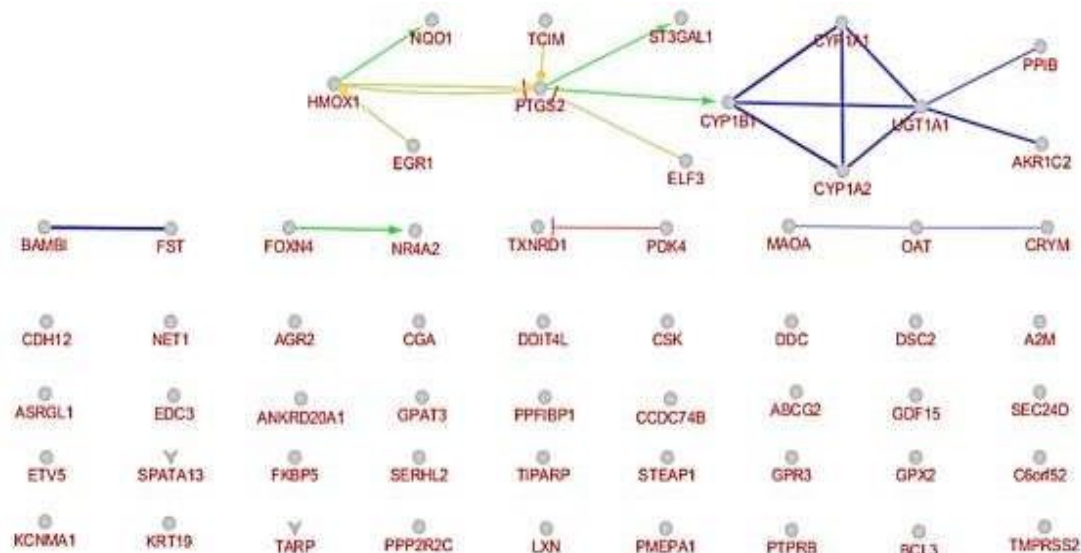 NQO1 TCIM ST3GAL1 CYP1A1
HMOX1 PTGS2 CYP1B1 UGT1A1 PPIB
EGR1 ELF3 CYP1A2 AKR1C2
BAMBI FST FOXN4 NR4A2 TXNRD1 PDK4 MAOA OAT CRYM
CDH12 NET1 AGR2 CGA DDIT4L CSK DDC DSC2 A2M
ASRGL1 EDC3 ANKRD20A1 GPAT3 PPFIBP1 CCDC74B ABCG2 GDF15 SEC24D
ETV5 SPATA13 FKBP5 SERHL2 TIPARP STEAP1 GPR3 GPX2 C6orf52
KCNMA1 KRT19 TARP PPP2R2C LXN PMEPA1 PTPRB BCL3 TMPRSS2